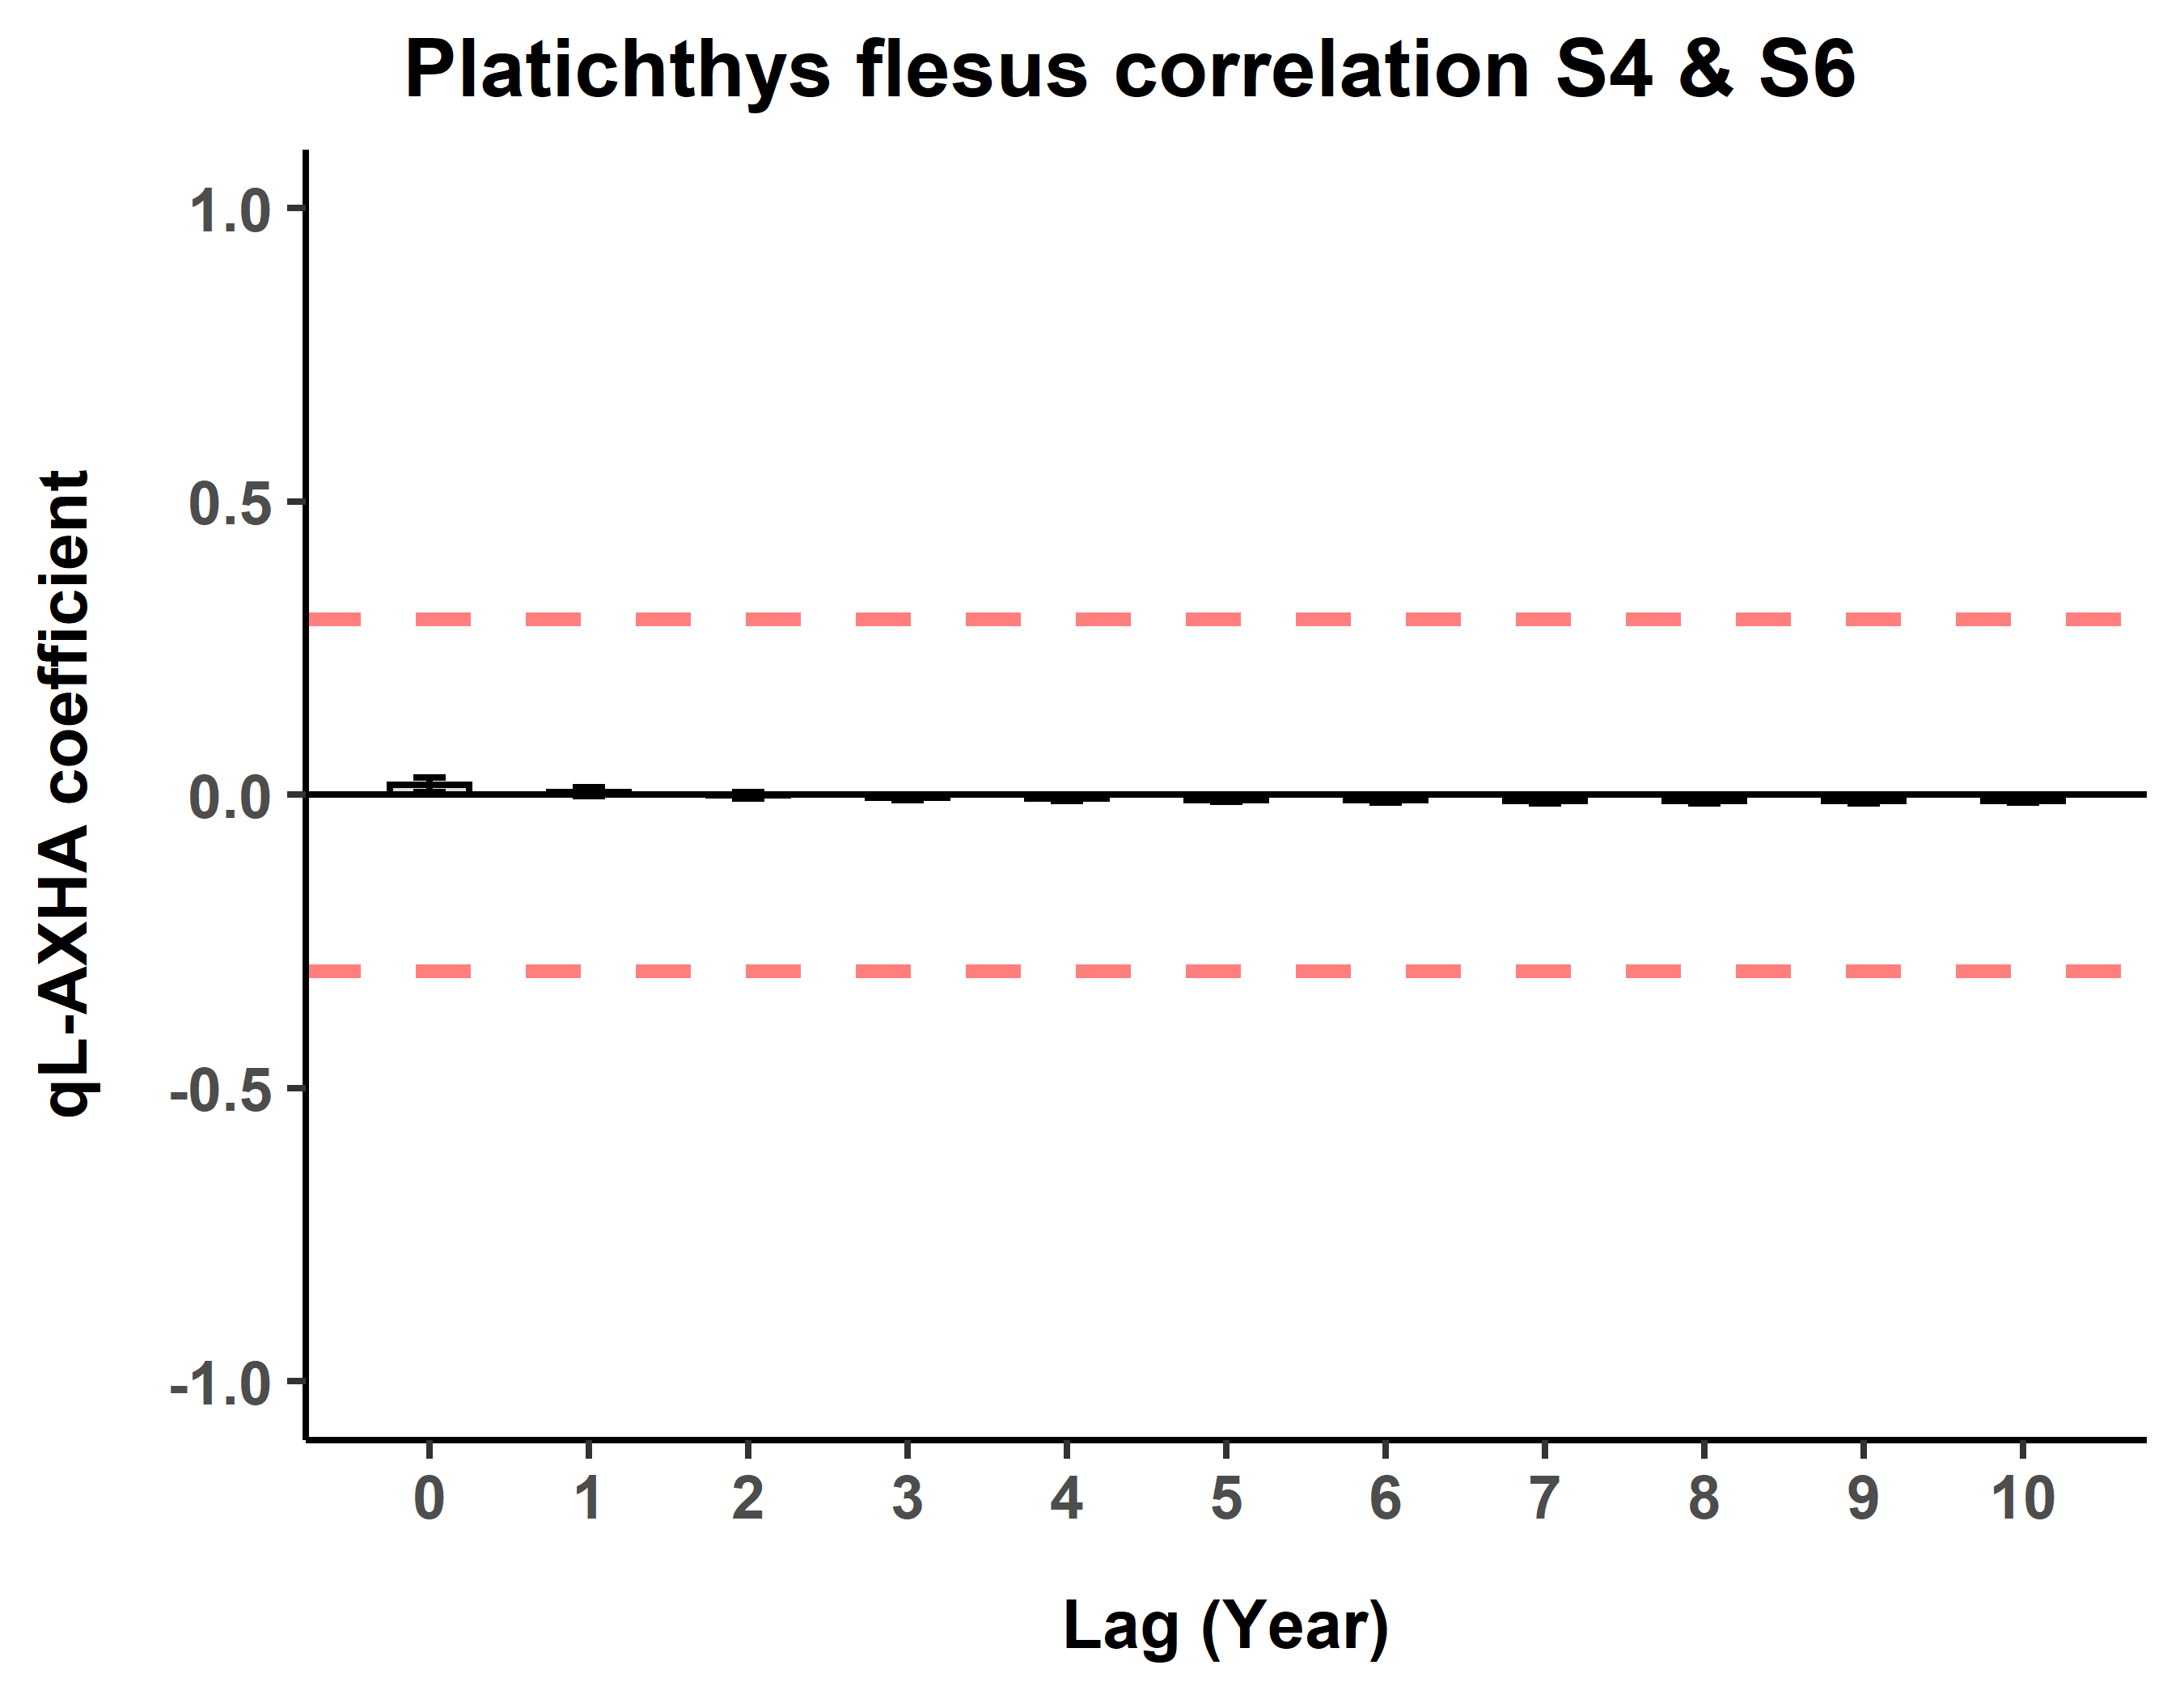 Platichthys flesus correlation S4 & S6
qL-AXHA coefficient
1.0
0.5
0.0
-0.5
-1.0
0 1 2 3 4 5 6 7 8 9 10
Lag (Year)